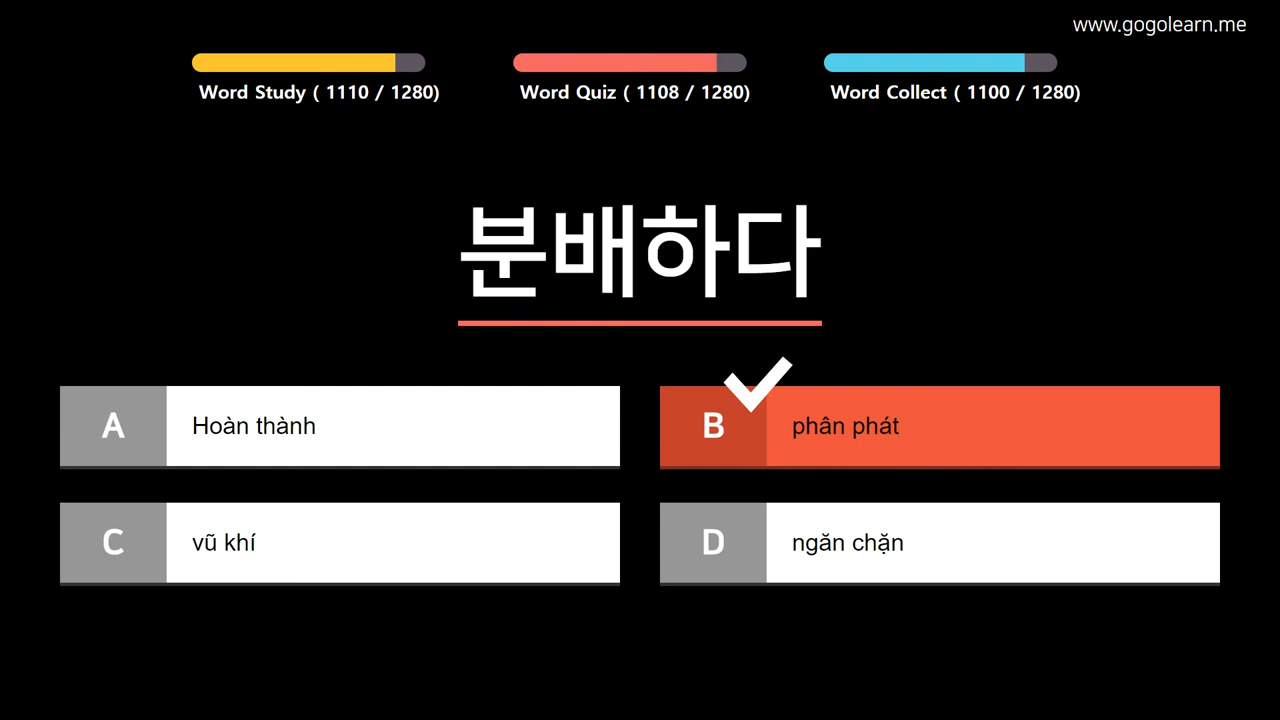 www.gogolearn.me
Word Study ( 1110 / 1280)
Word Quiz ( 1108 / 1280)
Word Collect ( 1100 / 1280)
분배하다
A Hoàn thành
B phân phát
C vũ khí
D ngăn chặn